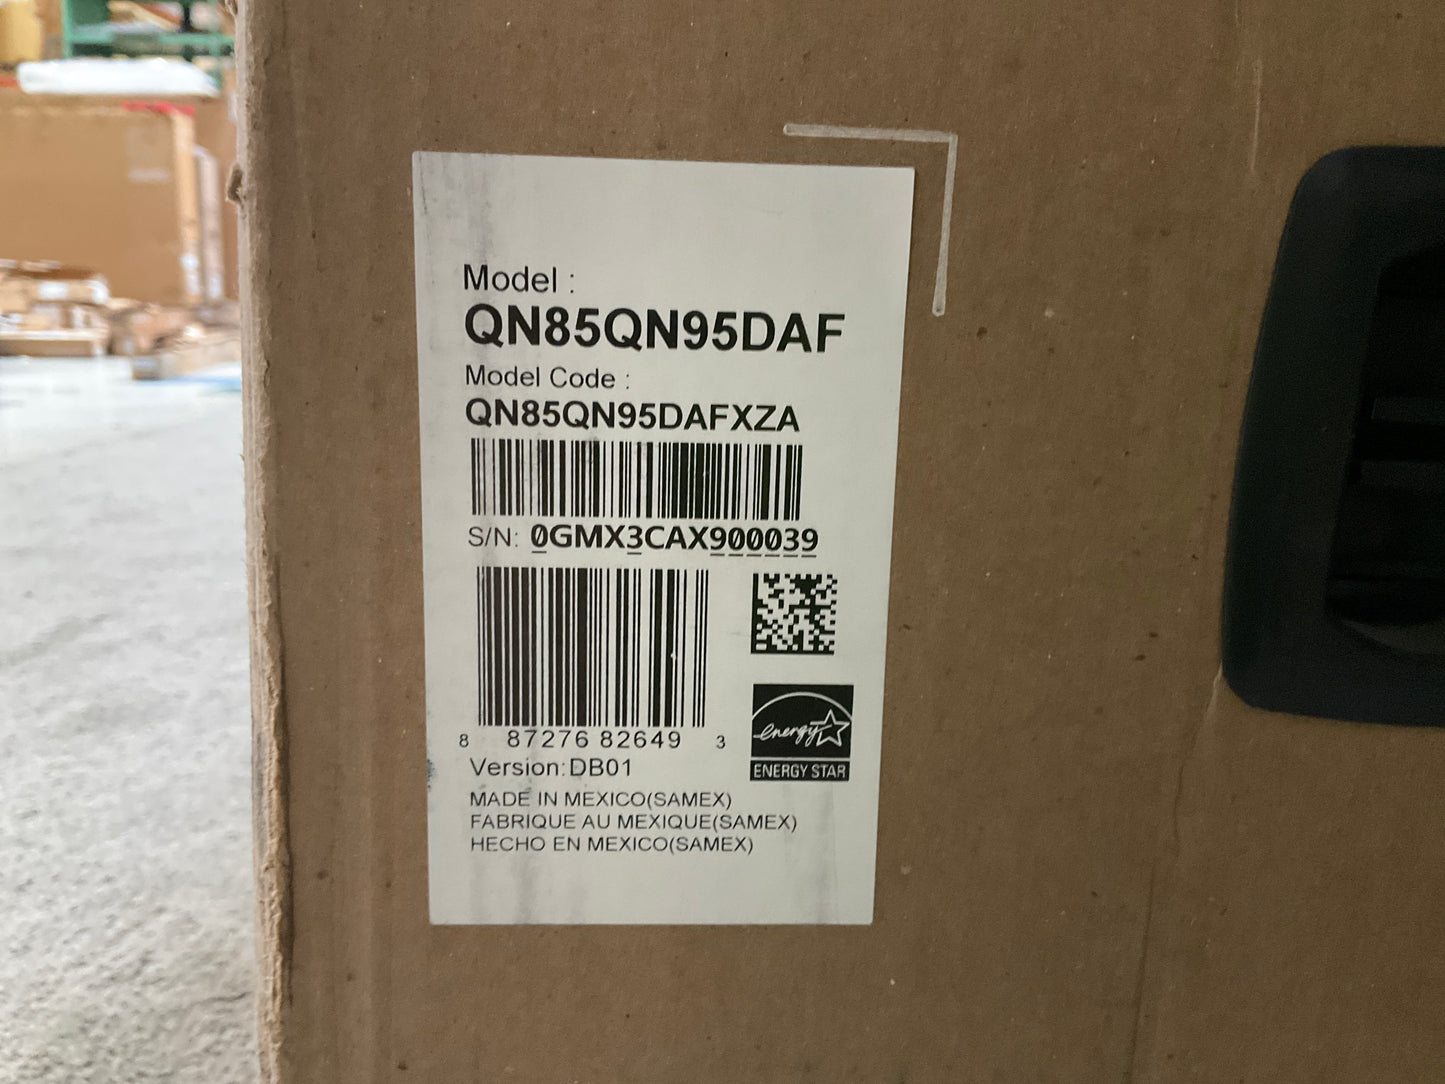 Model :
QN85QN95DAF
Model Code :
QN85QN95DAFXZA
S/N: 0GMX3CAX900039
8 87276 82649 3
Version:DB01
energy
ENERGY STAR
MADE IN MEXICO(SAMEX)
FABRIQUE AU MEXIQUE(SAMEX)
HECHO EN MEXICO(SAMEX)